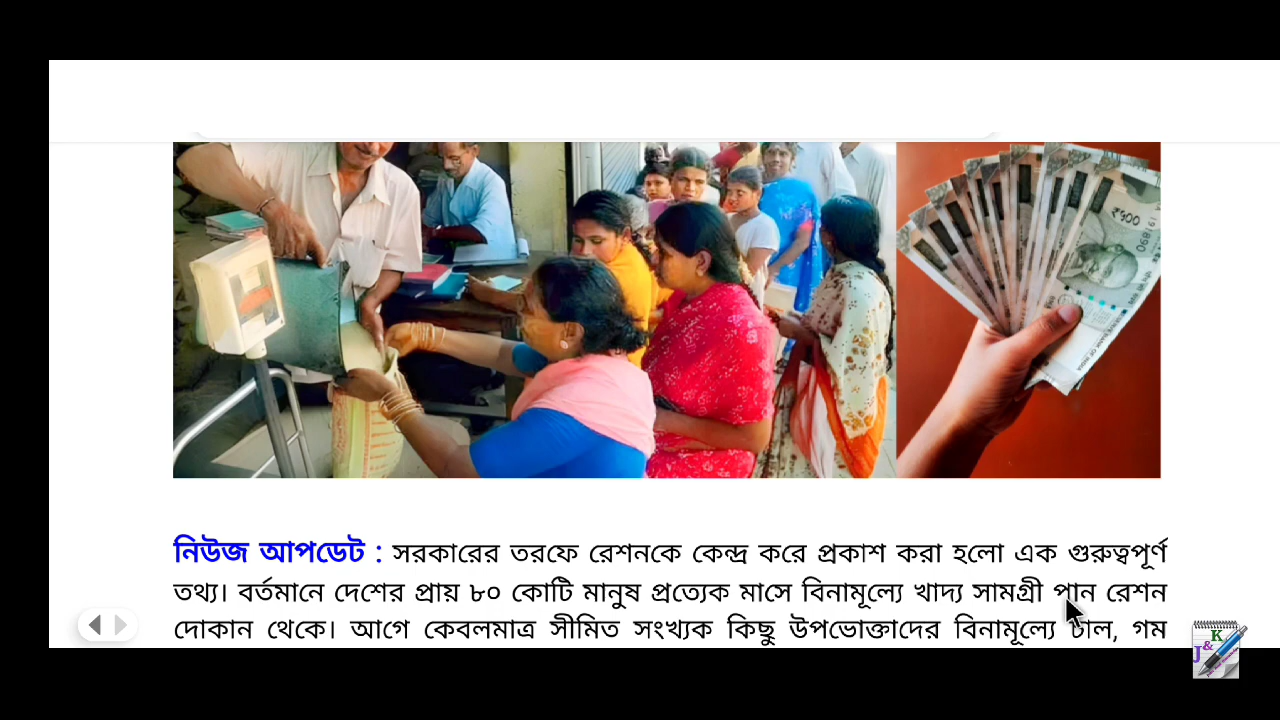 ₹500
নিউজ আপডেট : সরকারের তরফে রেশনকে কেন্দ্র করে প্রকাশ করা হলো এক গুরুত্বপূর্ণ
তথ্য। বর্তমানে দেশের প্রায় ৮০ কোটি মানুষ প্রত্যেক মাসে বিনামূল্যে খাদ্য সামগ্রী পান রেশন
দোকান থেকে। আগে কেবলমাত্র সীমিত সংখ্যক কিছু উপভোক্তাদের বিনামূল্যে চাল, গম
J&K